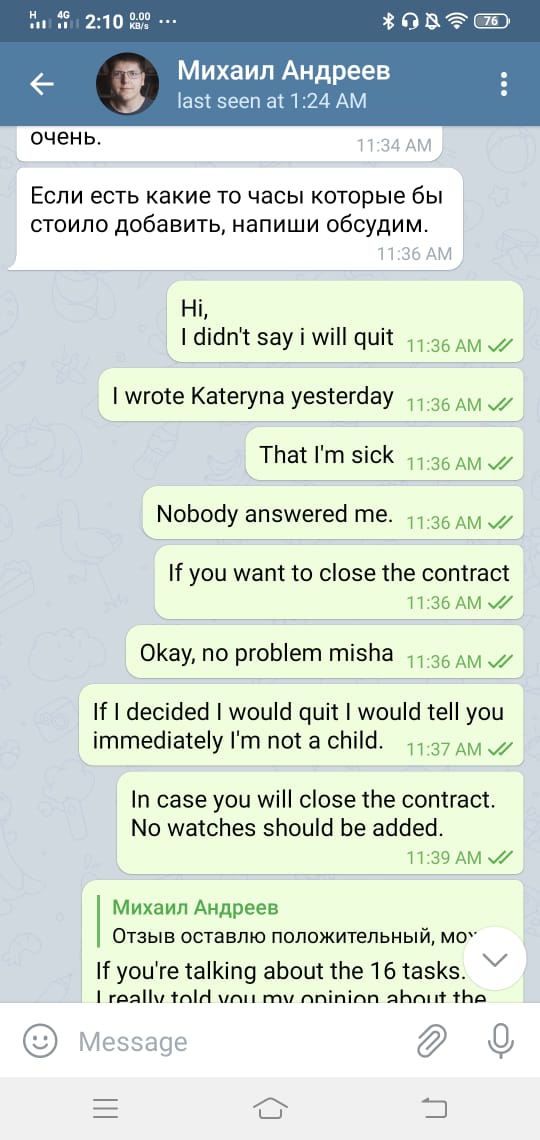 H 4G 2:10 0.00 KB/s ... 76
Михаил Андреев
last seen at 1:24 AM
очень.
11:34 AM
Если есть какие то часы которые бы
стоило добавить, напиши обсудим.
11:36 AM
Hi,
I didn't say i will quit 11:36 AM
I wrote Kateryna yesterday 11:36 AM
That I'm sick 11:36 AM
Nobody answered me. 11:36 AM
If you want to close the contract
11:36 AM
Okay, no problem misha 11:36 AM
If I decided I would quit I would tell you
immediately I'm not a child. 11:37 AM
In case you will close the contract.
No watches should be added.
11:39 AM
Михаил Андреев
Отзыв оставлю положительный,
If you're talking about the 16 tasks.
I really told you my opinion about the
Message